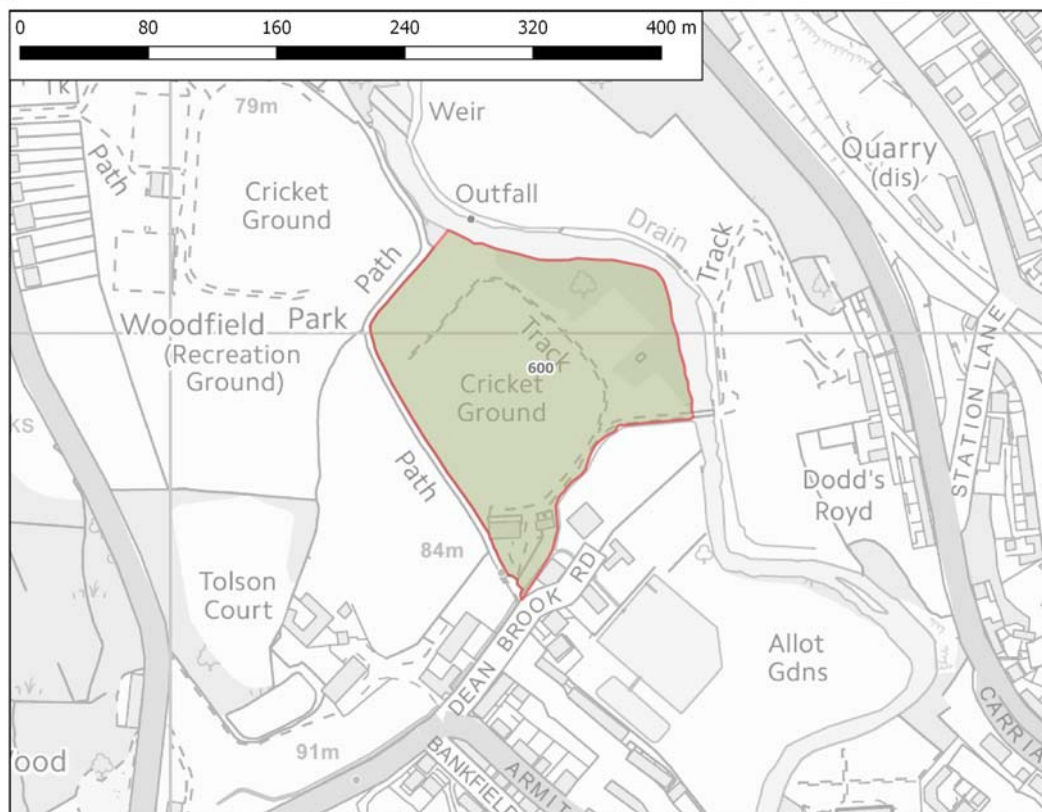 0 80 160 240 320 400 m
Tk
79m
Weir
Path
Cricket
Ground
Quarry
(dis)
Outfall
Drain
Track
Path
Woodfield Park
(Recreation
Ground)
Track
600
Cricket
Ground
Path
STATION LANE
Dodd's
Royd
84m
Tolson
Court
DEAN BROOK RD
Allot
Gdns
91m
BANKFIEL
ARMIT
CARRIA
ood